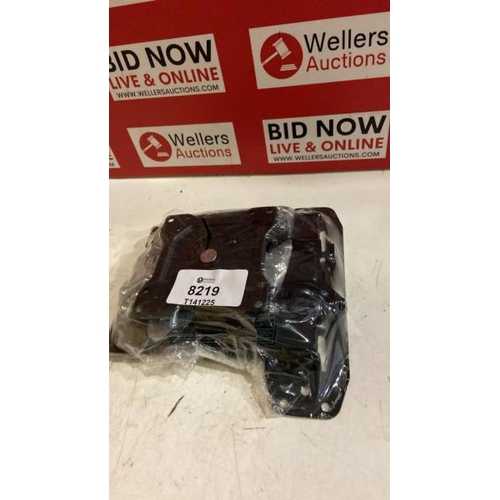 BID NOW
LIVE & ONLINE
WWW.WELLERSAUCTIONS.COM
Wellers
Auctions
Wellers
Auctions
BID NOW
LIVE & ONLINE
WWW.WELLERSAUCTIONS.COM
8219
T141225